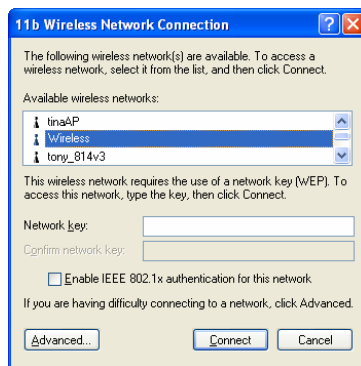 11b Wireless Network Connection
The following wireless network(s) are available. To access a
wireless network, select it from the list, and then click Connect.
Available wireless networks:
tinaAP
Wireless
tony_814v3
This wireless network requires the use of a network key (WEP). To
access this network, type the key, then click Connect.
Network key:
Confirm network key:
Enable IEEE 802.1x authentication for this network
If you are having difficulty connecting to a network, click Advanced.
Advanced... Connect Cancel